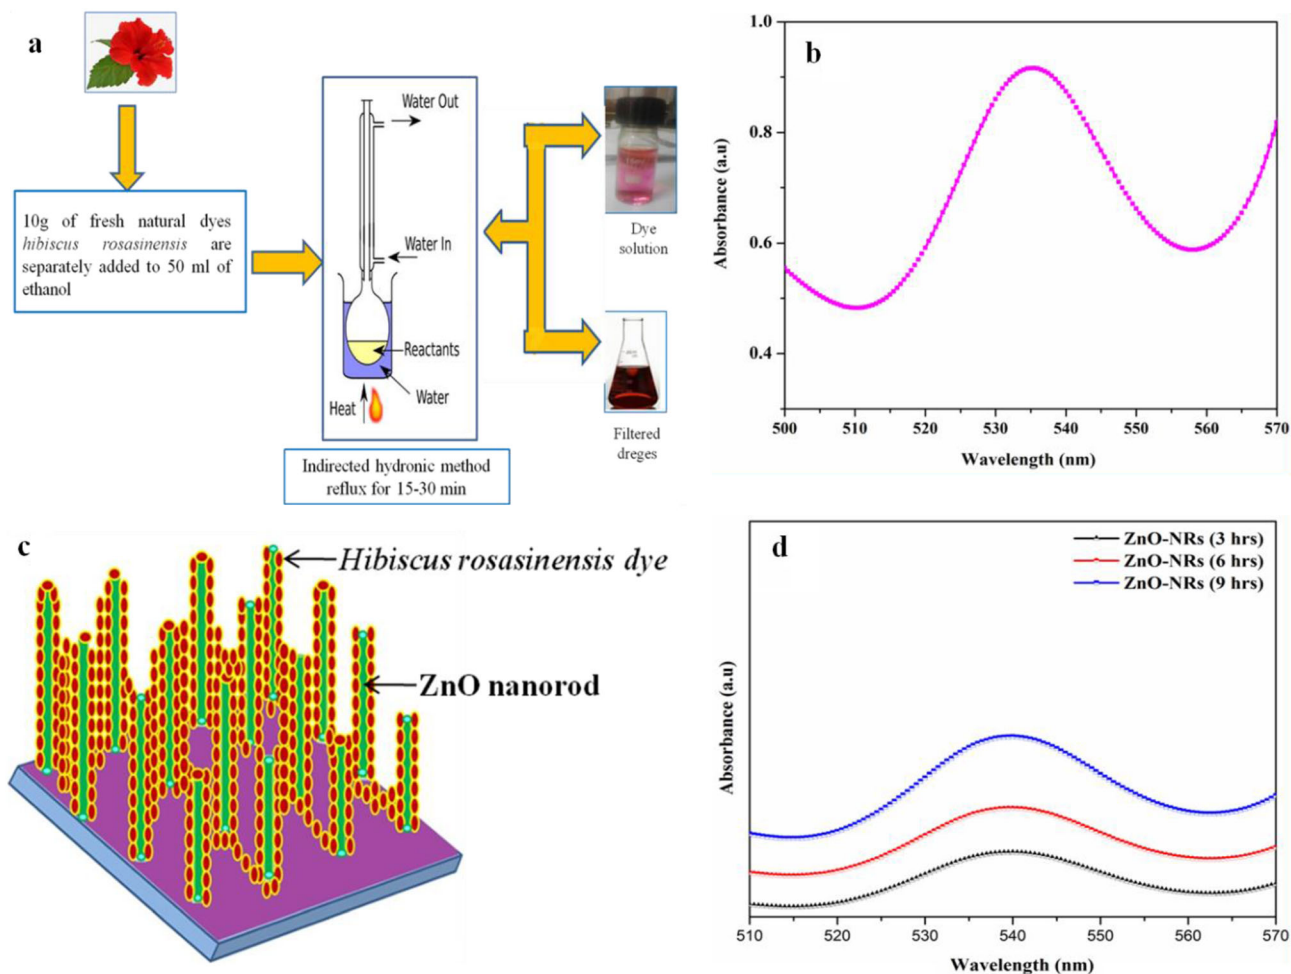 a
10g of fresh natural dyes
hibiscus rosasinensis are
separately added to 50 ml of
ethanol
Water Out
Water In
Reactants
Water
Heat
Indirected hydronic method
reflux for 15-30 min
Dye
solution
Filtered
dreges
b
Absorbance (a.u)
1.0
0.8
0.6
0.4
500 510 520 530 540 550 560 570
Wavelength (nm)
c
Hibiscus rosasinensis dye
ZnO nanorod
d
ZnO-NRs (3 hrs)
ZnO-NRs (6 hrs)
ZnO-NRs (9 hrs)
Absorbance (a.u)
510 520 530 540 550 560 570
Wavelength (nm)